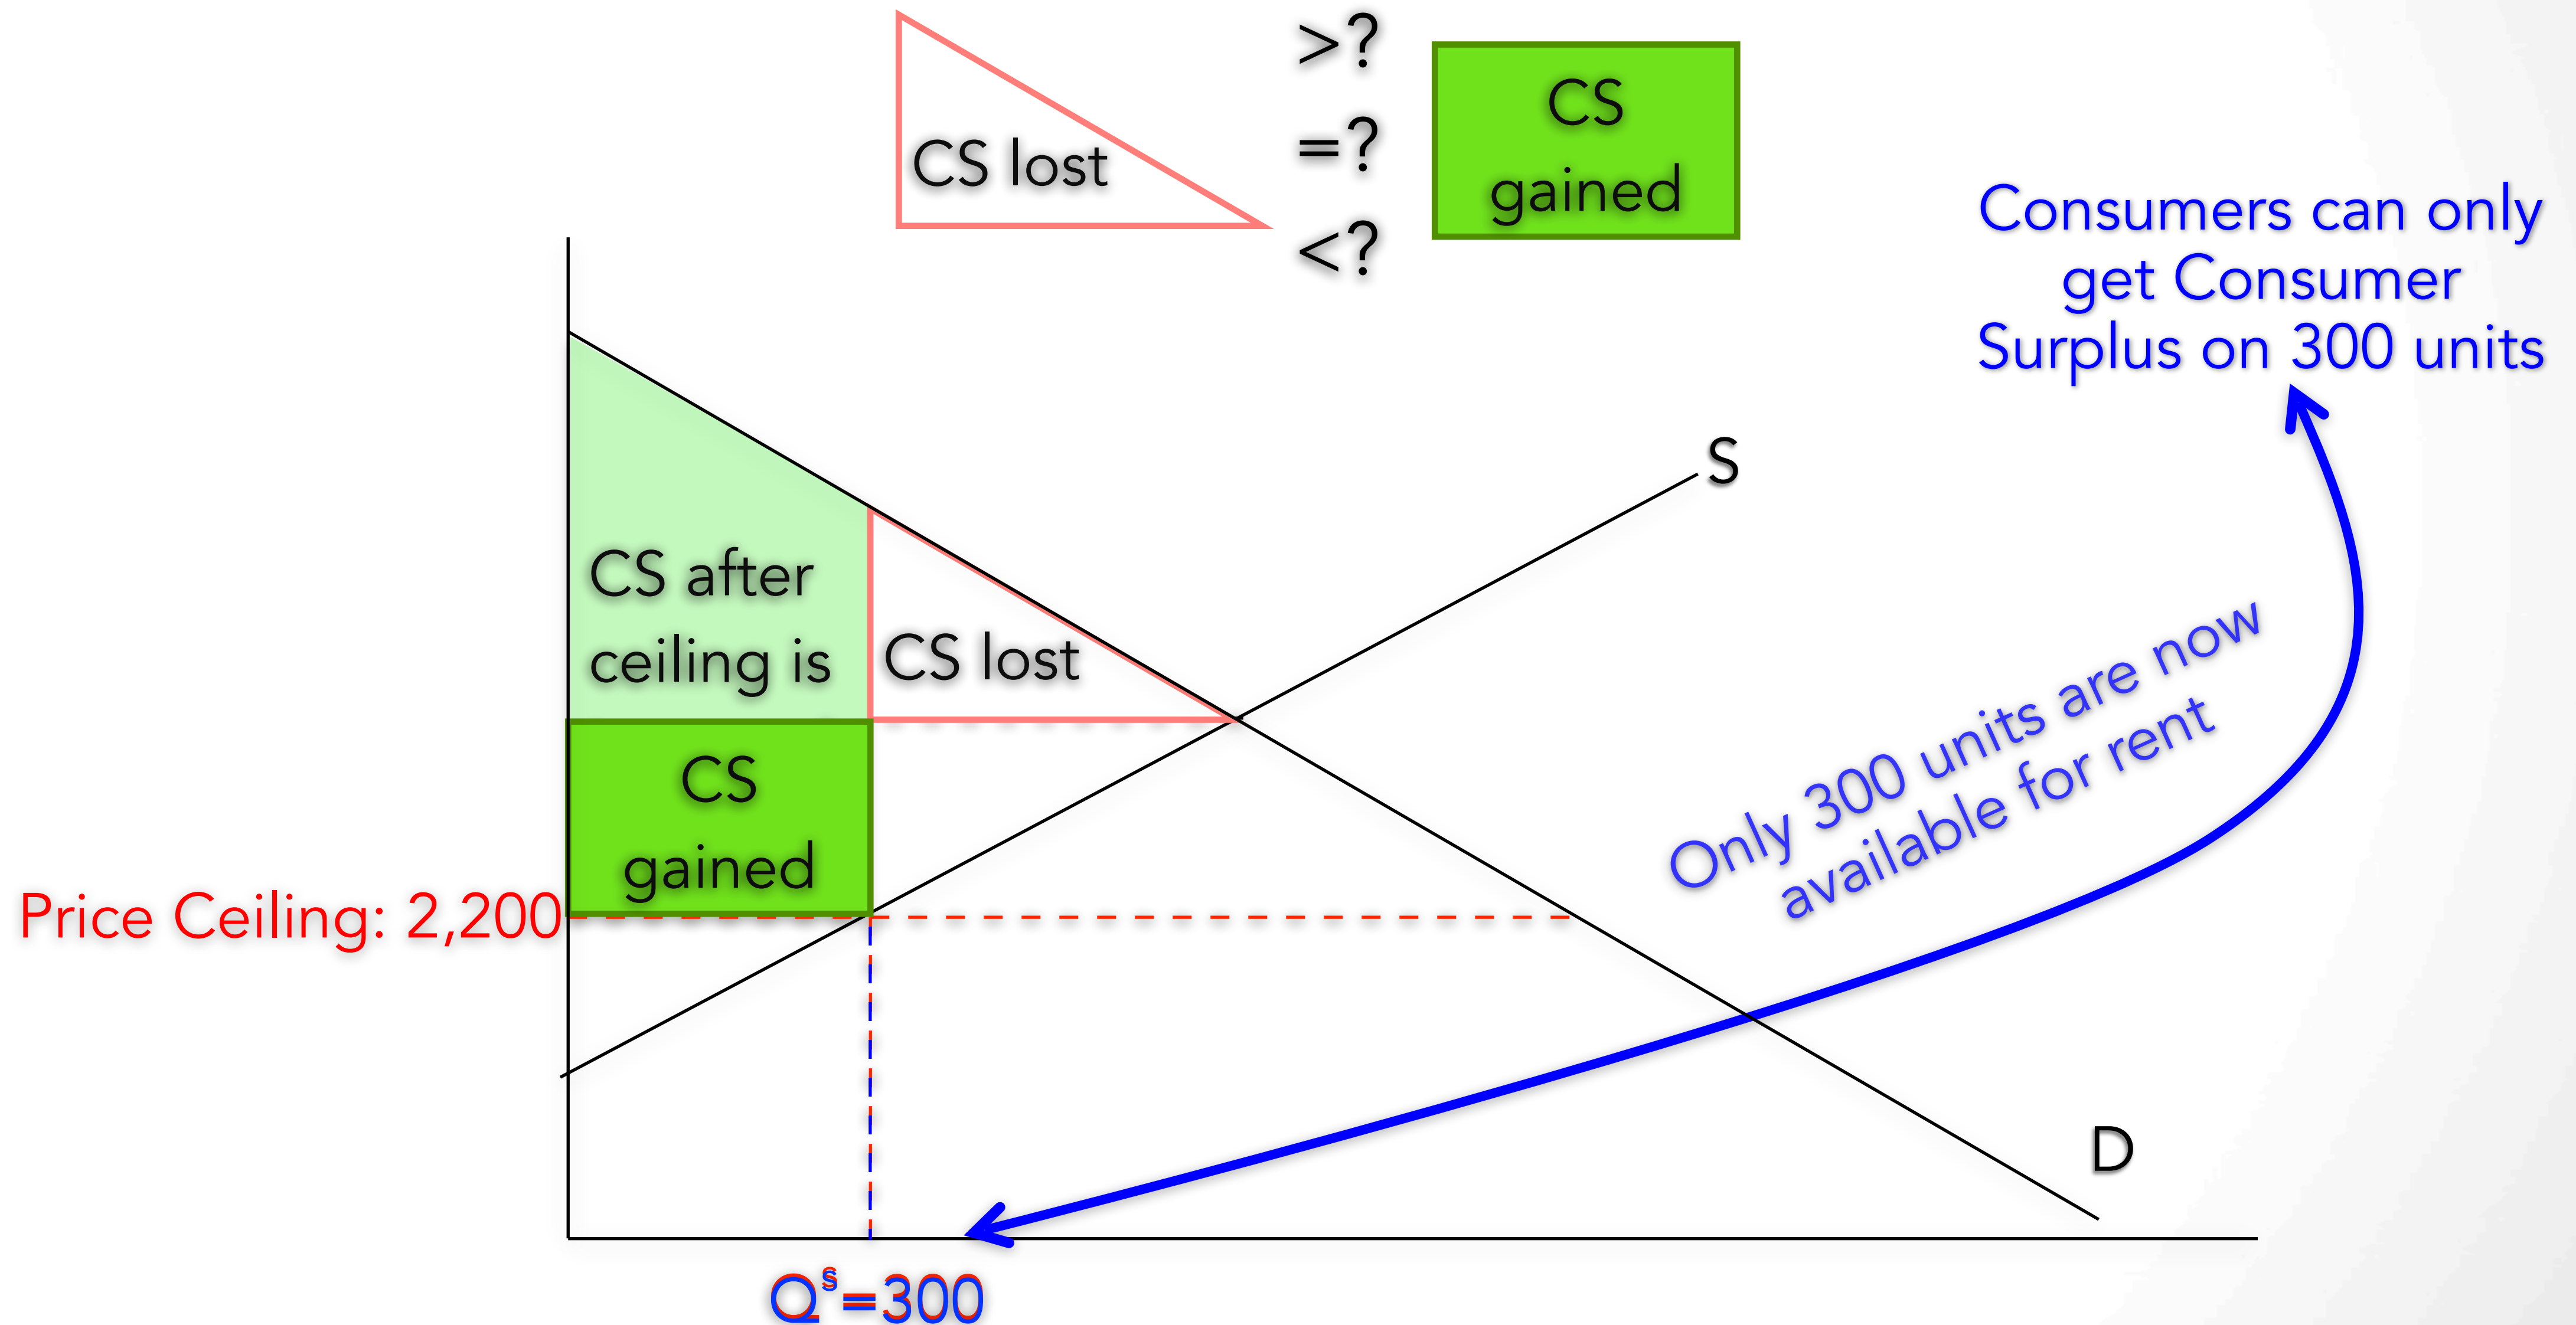 >?
CS lost
=?
<?
CS
gained
Consumers can only
get Consumer
Surplus on 300 units
S
CS after
ceiling is
CS lost
CS
gained
Only 300 units are now
available for rent
Price Ceiling: 2,200
D
Qˢ=300